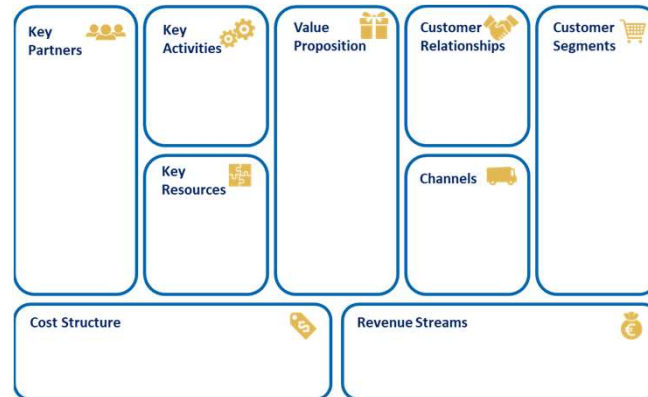 Key
Partners
Key
Activities
Value
Proposition
Customer
Relationships
Customer
Segments
Key
Resources
Channels
Cost Structure
$
Revenue Streams
€